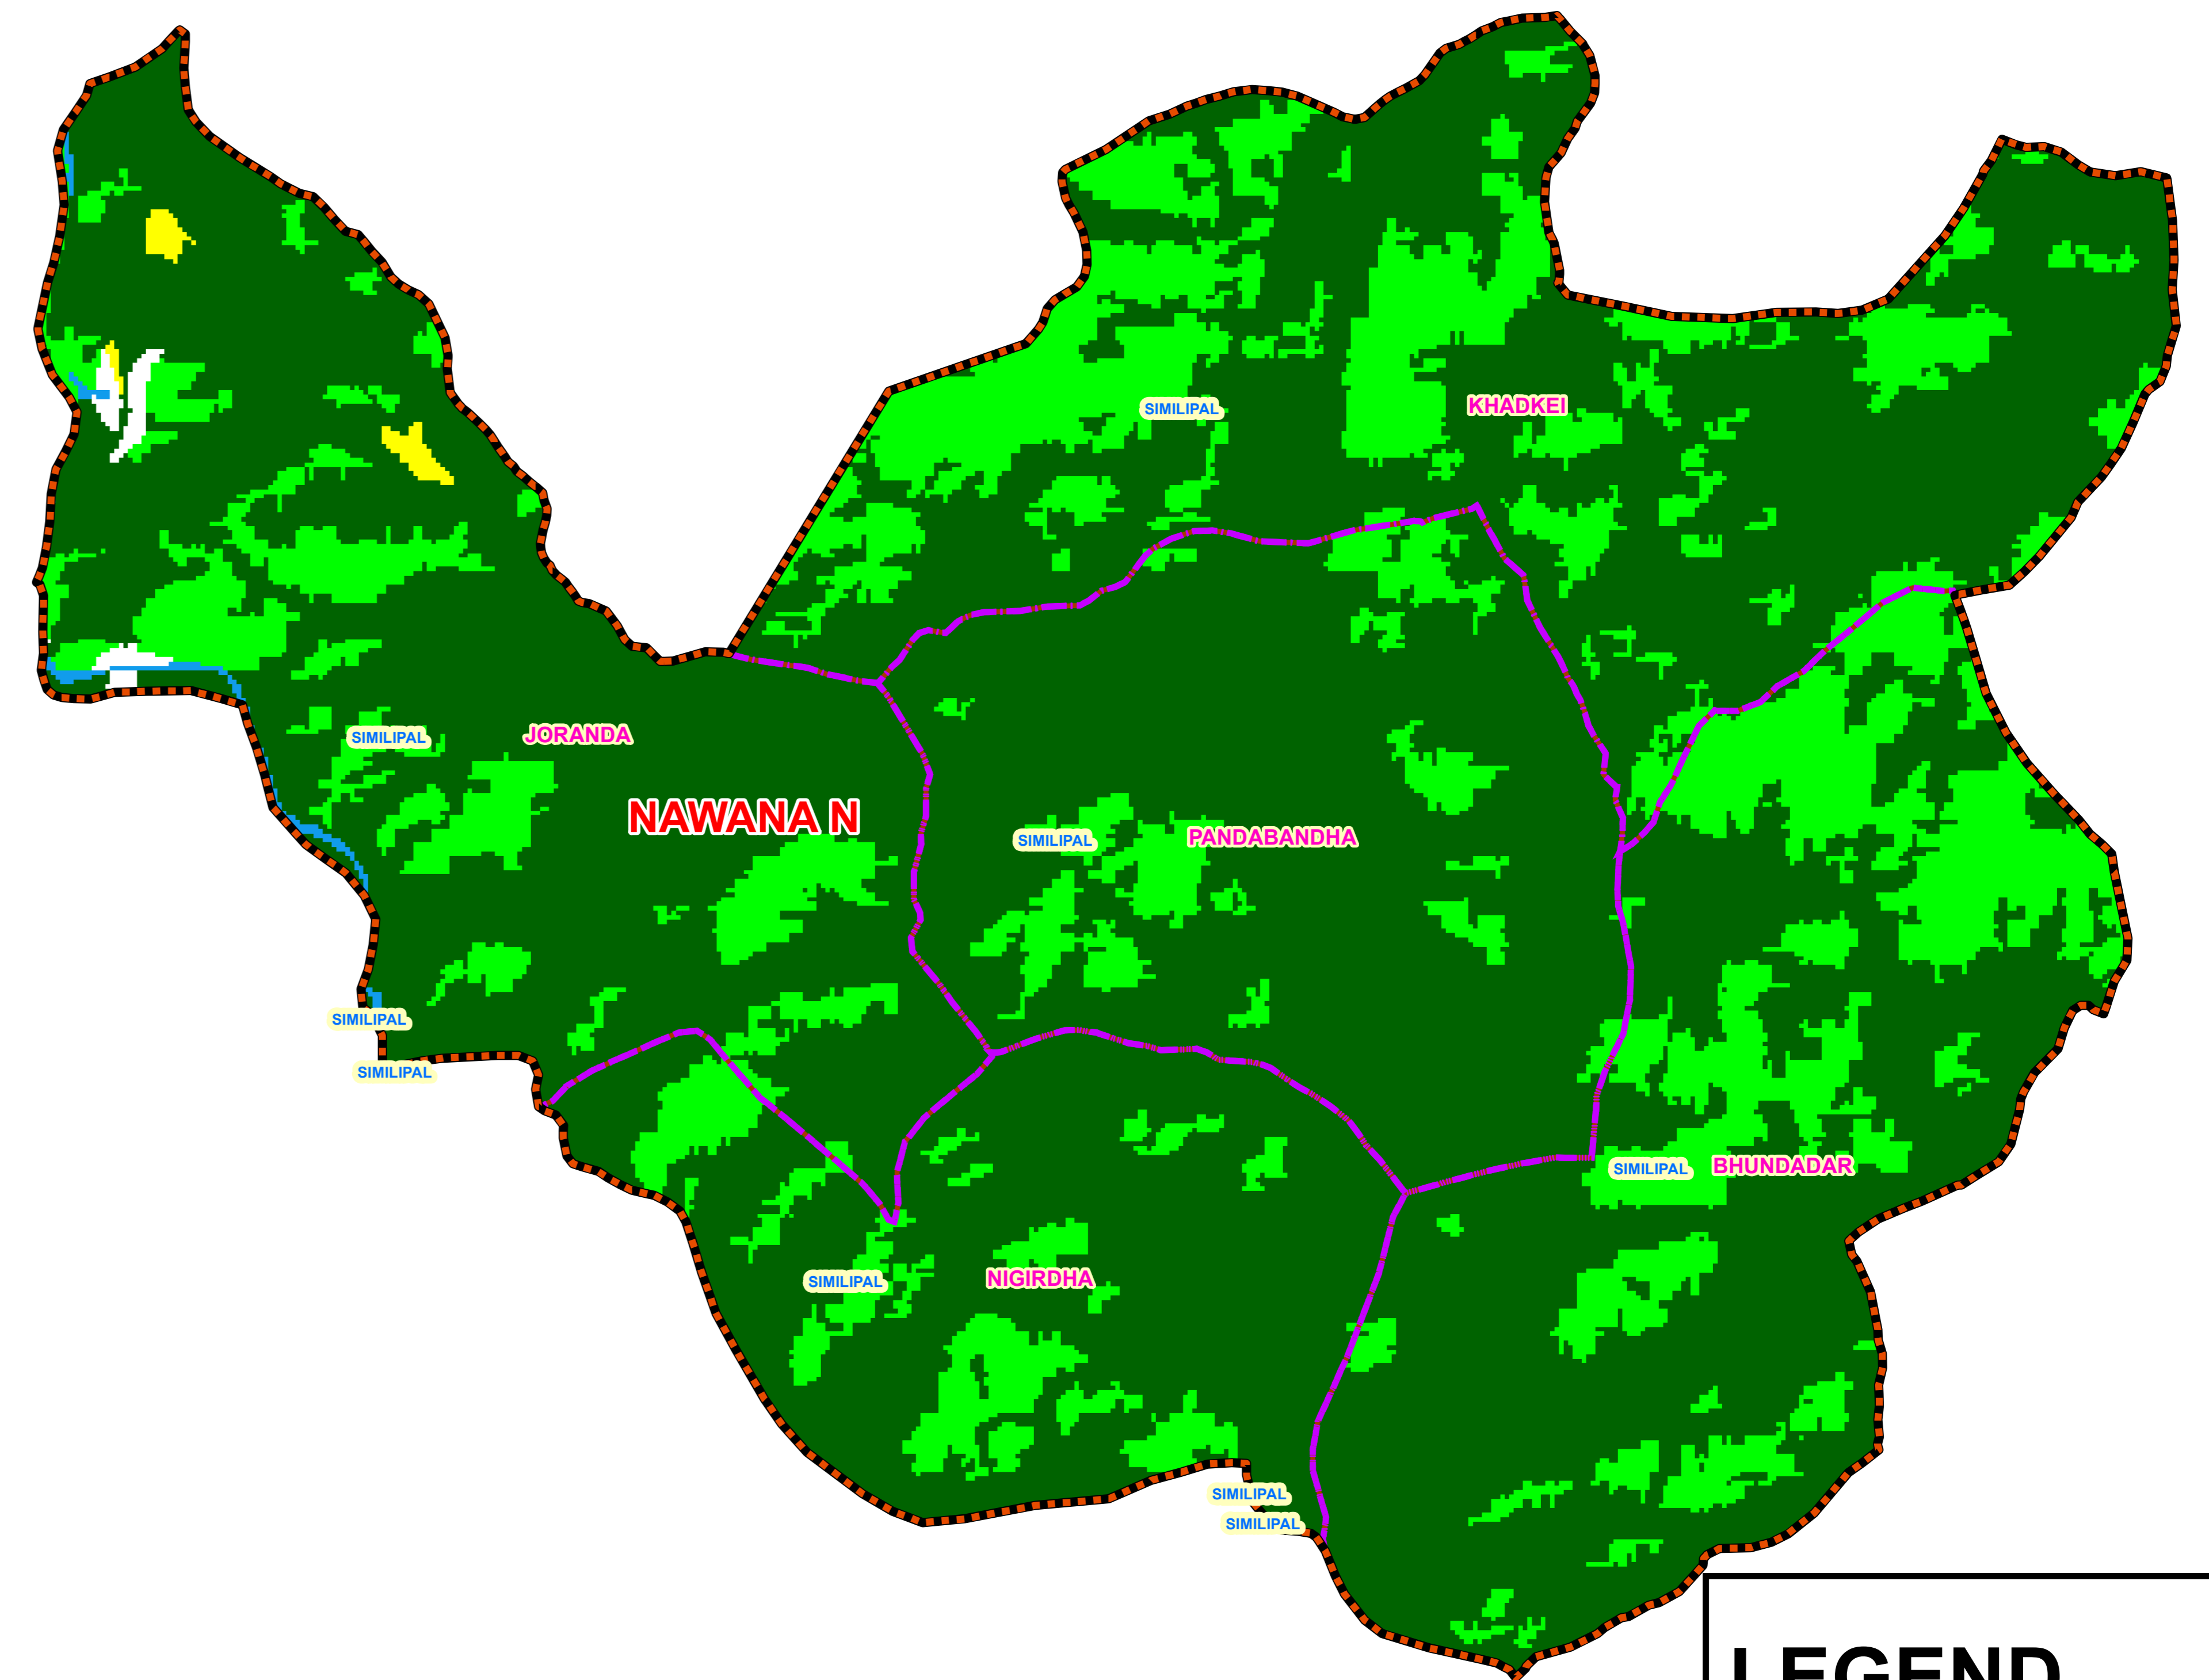 SIMILIPAL
KHADKEI
SIMILIPAL
JORANDA
NAWANA N
SIMILIPAL
PANDABANDHA
SIMILIPAL
SIMILIPAL
SIMILIPAL
BHUNDADAR
SIMILIPAL
NIGIRDHA
SIMILIPAL
SIMILIPAL
LEGEND